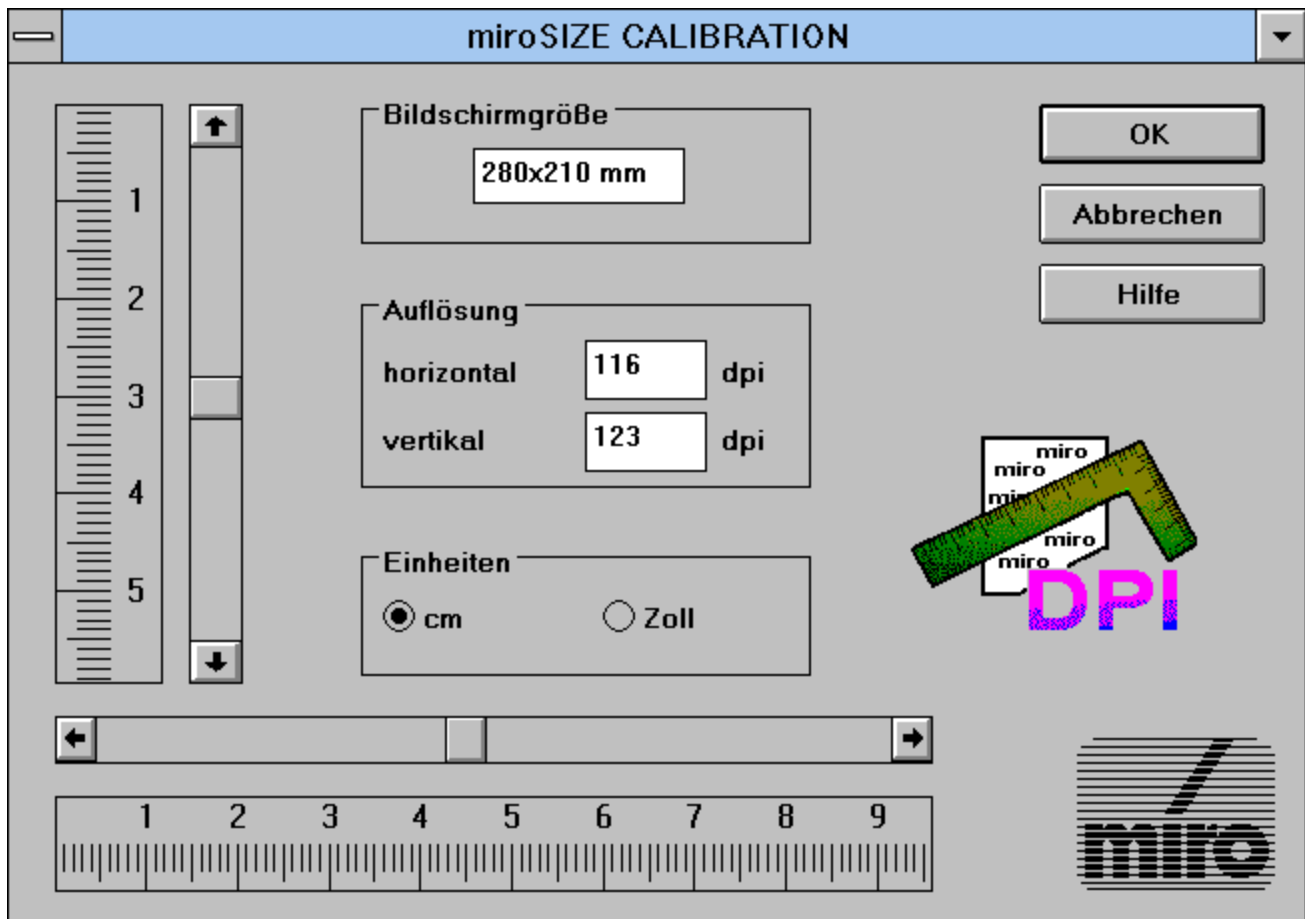 miroSIZE CALIBRATION
1
2
3
4
5
Bildschirmgröße
280x210 mm
Auflösung
horizontal 116 dpi
vertikal 123 dpi
Einheiten
cm Zoll
OK
Abbrechen
Hilfe
miro
miro
miro
miro
DPI
1 2 3 4 5 6 7 8 9
miro